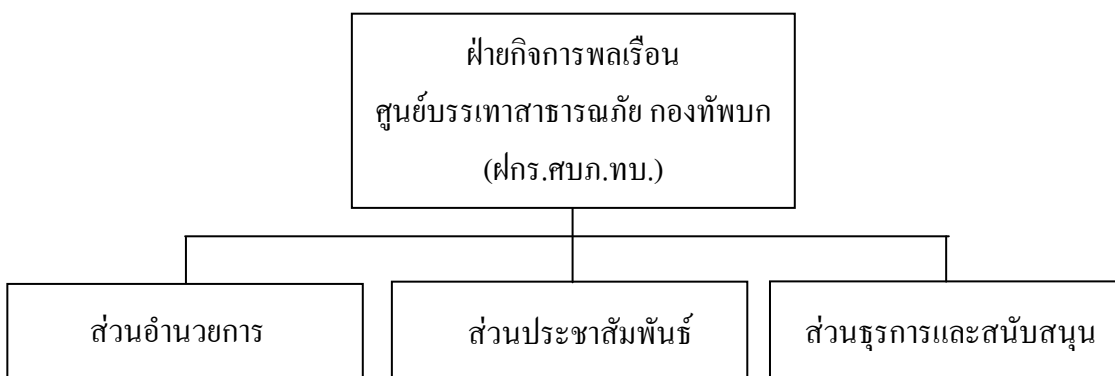 ฝ่ายกิจการพลเรือน
ศูนย์บรรเทาสาธารณภัย กองทัพบก
(ฝกร.ศบภ.ทบ.)
ส่วนอำนวยการ
ส่วนประชาสัมพันธ์
ส่วนธุรการและสนับสนุน